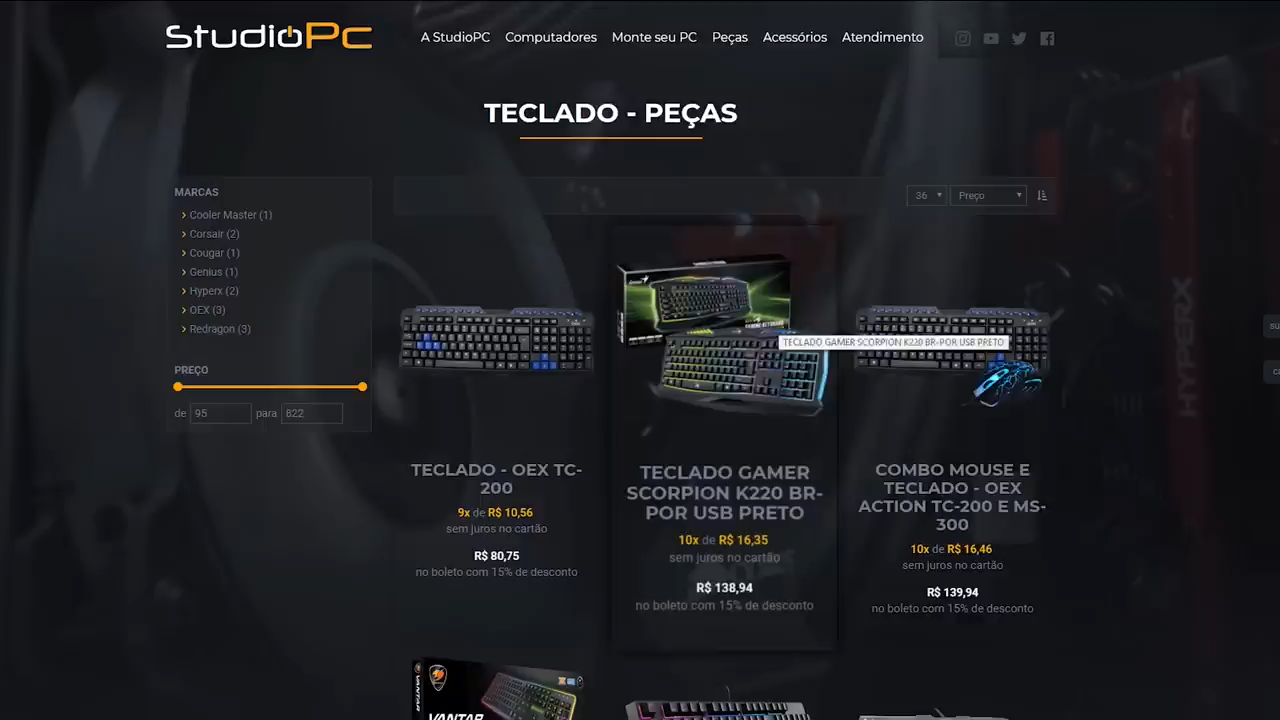 StudioPc
A StudioPC Computadores Monte seu PC Peças Acessórios Atendimento
TECLADO - PEÇAS
MARCAS
Cooler Master (1)
Corsair (2)
Cougar (1)
Genius (1)
Hyperx (2)
OEX (3)
Redragon (3)
PREÇO
de 95 para 822
36 Preço
TECLADO GAMER SCORPION K220 BR-POR USB PRETO
TECLADO - OEX TC-
200
9x de R$ 10,56
sem juros no cartão
R$ 80,75
no boleto com 15% de desconto
TECLADO GAMER
SCORPION K220 BR-
POR USB PRETO
10x de R$ 16,35
sem juros no cartão
R$ 138,94
no boleto com 15% de desconto
COMBO MOUSE E
TECLADO - OEX
ACTION TC-200 E MS-
300
10x de R$ 16,46
sem juros no cartão
R$ 139,94
no boleto com 15% de desconto
VANTAR
VANTAR
HYPERX